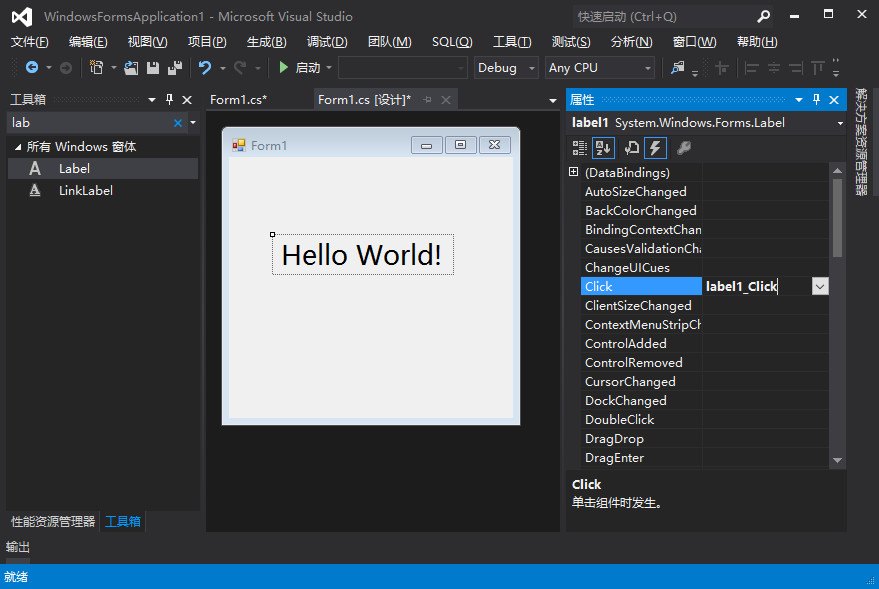 WindowsFormsApplication1 - Microsoft Visual Studio
快速启动 (Ctrl+Q)
文件(F) 编辑(E) 视图(V) 项目(P) 生成(B) 调试(D) 团队(M) SQL(Q) 工具(T) 测试(S) 分析(N) 窗口(W) 帮助(H)
启动 Debug Any CPU
工具箱
lab
所有 Windows 窗体
A Label
A LinkLabel
性能资源管理器 工具箱
Form1.cs* Form1.cs [设计]*
Form1
Hello World!
属性
label1 System.Windows.Forms.Label
(DataBindings)
AutoSizeChanged
BackColorChanged
BindingContextChan
CausesValidationCha
ChangeUICues
Click label1_Click
ClientSizeChanged
ContextMenuStripCh
ControlAdded
ControlRemoved
CursorChanged
DockChanged
DoubleClick
DragDrop
DragEnter
Click
单击组件时发生。
解决方案资源管理器
输出
就绪